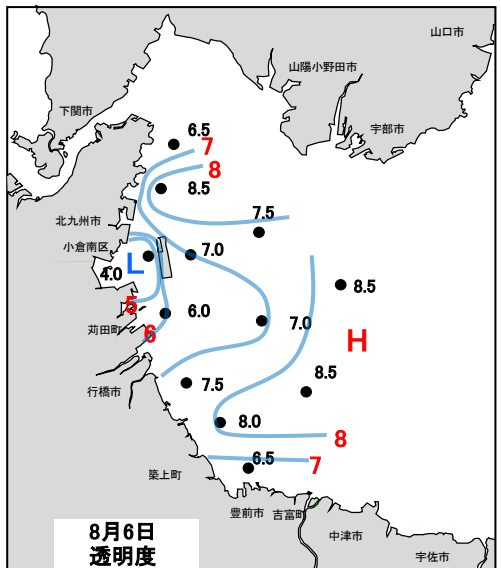 山口市
山陽小野田市
下関市
宇部市
6.5
7
8
8.5
7.5
北九州市
小倉南区
7.0
L
4.0
8.5
5
6.0
7.0
苅田町
6
H
8.5
7.5
行橋市
8.0
8
6.5
7
築上町
豊前市
吉富町
中津市
宇佐市
8月6日
透明度